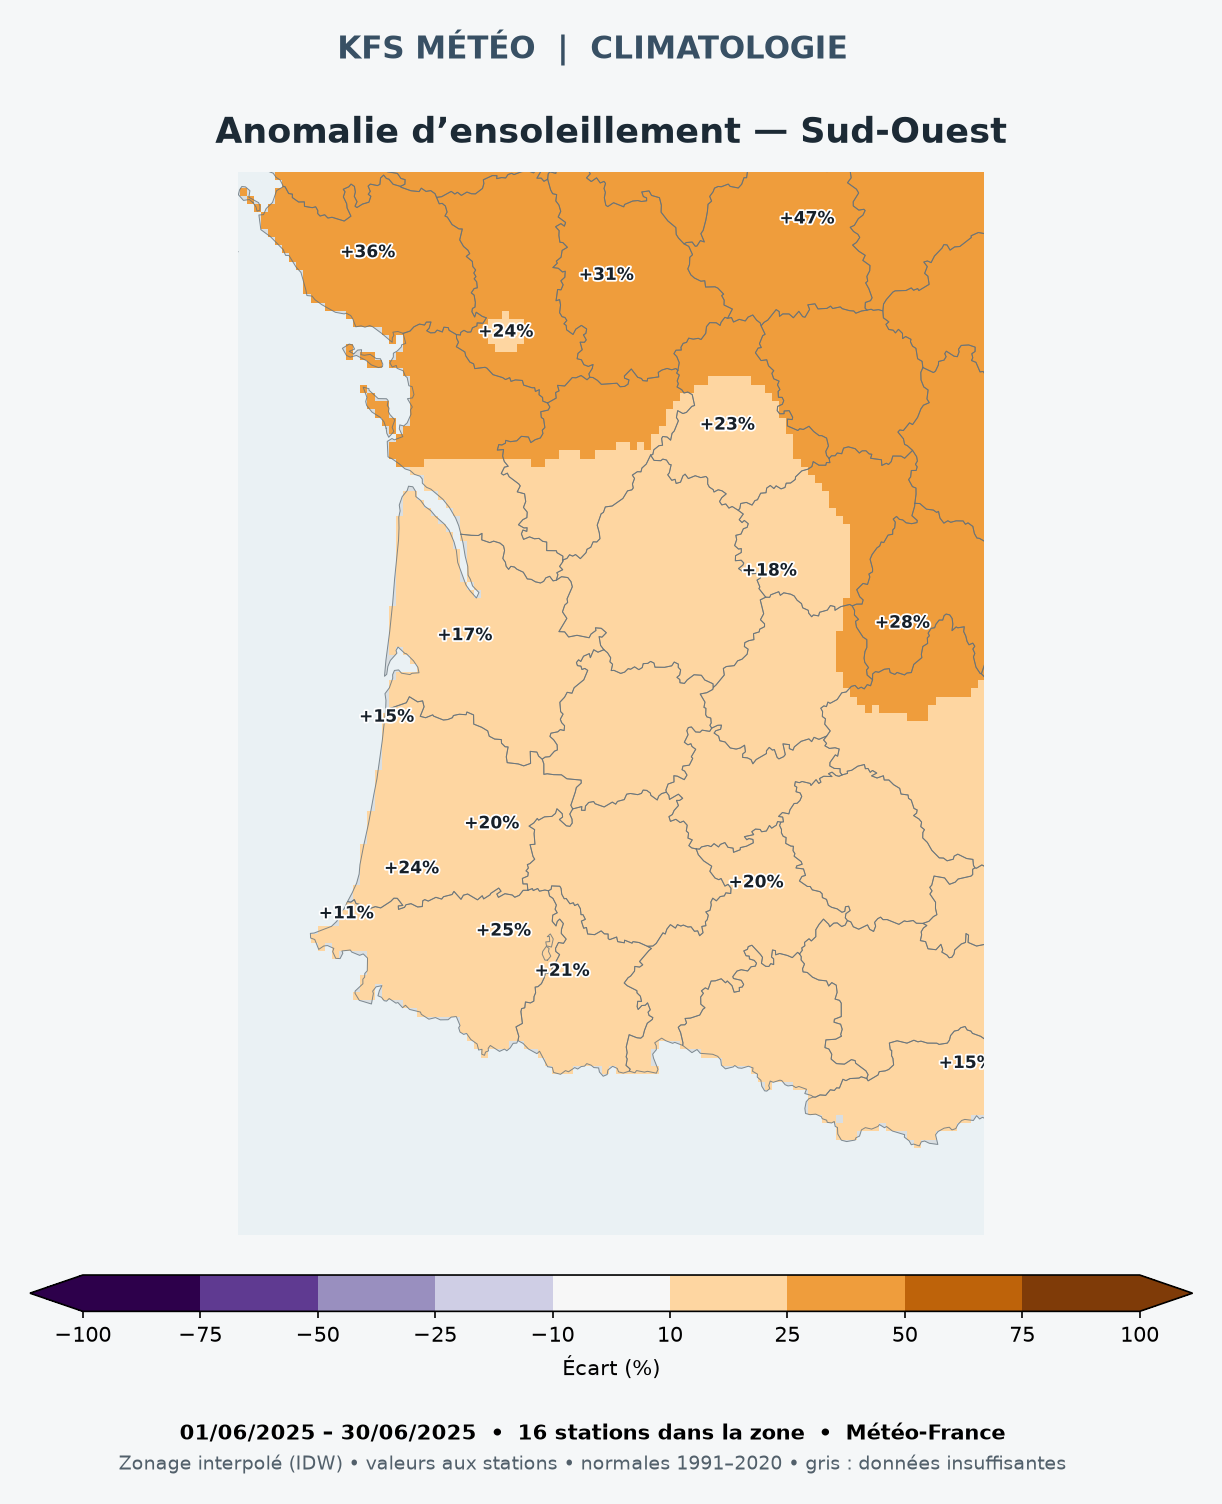 KFS MÉTÉO | CLIMATOLOGIE
Anomalie d’ensoleillement — Sud-Ouest
+47%
+36%
+31%
+24%
+23%
+18%
+28%
+17%
+15%
+20%
+24%
+20%
+11%
+25%
+21%
+15%
−100 −75 −50 −25 −10 10 25 50 75 100
Écart (%)
01/06/2025 – 30/06/2025 • 16 stations dans la zone • Météo-France
Zonage interpolé (IDW) • valeurs aux stations • normales 1991–2020 • gris : données insuffisantes